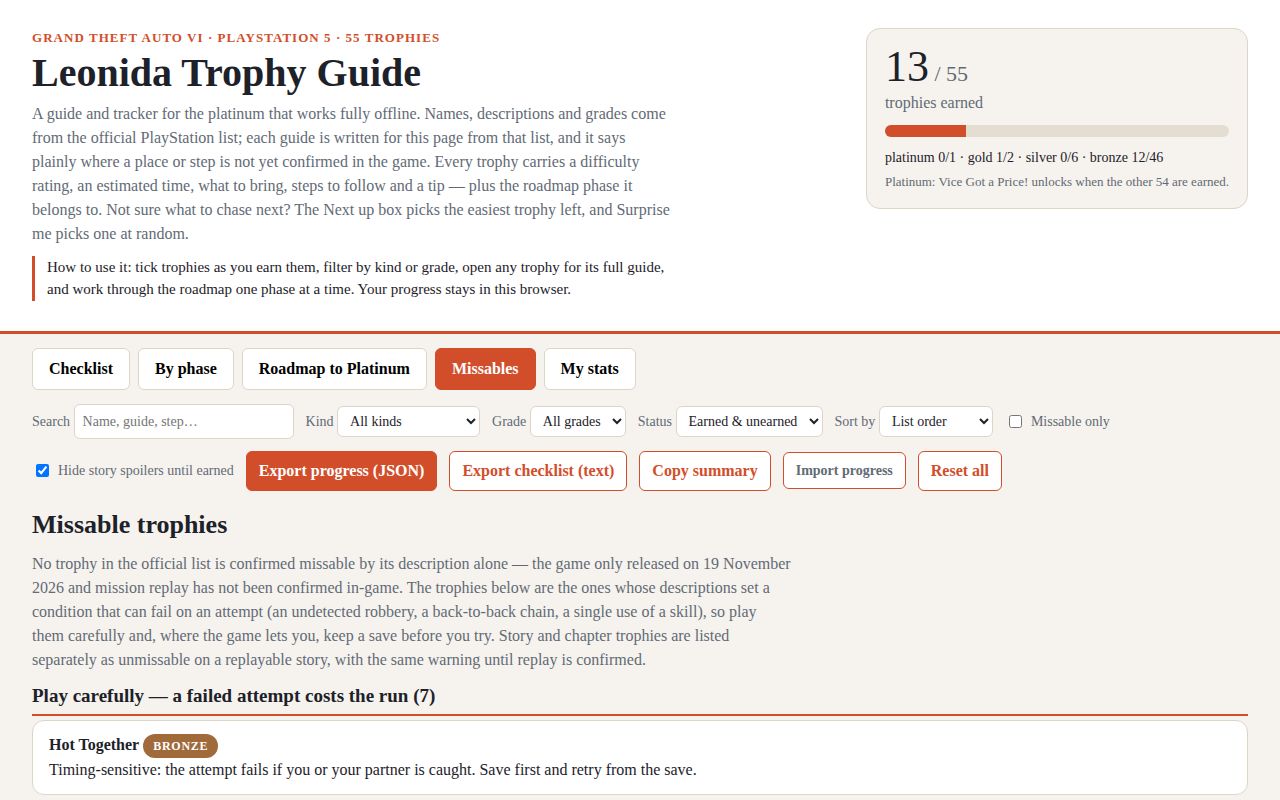 GRAND THEFT AUTO VI · PLAYSTATION 5 · 55 TROPHIES
Leonida Trophy Guide
A guide and tracker for the platinum that works fully offline. Names, descriptions and grades come
from the official PlayStation list; each guide is written for this page from that list, and it says
plainly where a place or step is not yet confirmed in the game. Every trophy carries a difficulty
rating, an estimated time, what to bring, steps to follow and a tip — plus the roadmap phase it
belongs to. Not sure what to chase next? The Next up box picks the easiest trophy left, and Surprise
me picks one at random.
How to use it: tick trophies as you earn them, filter by kind or grade, open any trophy for its full guide,
and work through the roadmap one phase at a time. Your progress stays in this browser.
13 / 55
trophies earned
platinum 0/1 · gold 1/2 · silver 0/6 · bronze 12/46
Platinum: Vice Got a Price! unlocks when the other 54 are earned.
Checklist By phase Roadmap to Platinum Missables My stats
Search Name, guide, step… Kind All kinds Grade All grades Status Earned & unearned Sort by List order Missable only
Hide story spoilers until earned Export progress (JSON) Export checklist (text) Copy summary Import progress Reset all
Missable trophies
No trophy in the official list is confirmed missable by its description alone — the game only released on 19 November
2026 and mission replay has not been confirmed in-game. The trophies below are the ones whose descriptions set a
condition that can fail on an attempt (an undetected robbery, a back-to-back chain, a single use of a skill), so play
them carefully and, where the game lets you, keep a save before you try. Story and chapter trophies are listed
separately as unmissable on a replayable story, with the same warning until replay is confirmed.
Play carefully — a failed attempt costs the run (7)
Hot Together BRONZE
Timing-sensitive: the attempt fails if you or your partner is caught. Save first and retry from the save.